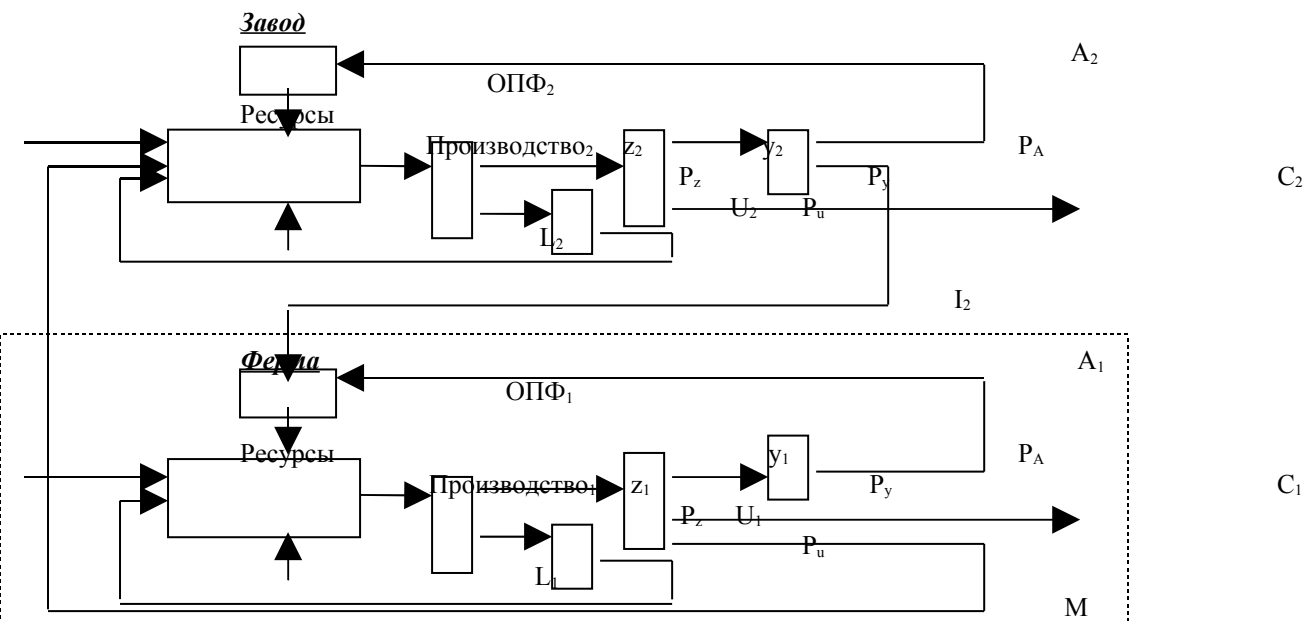 Завод
A₂
ОПФ₂
Ресурсы
Производство₂ z₂ y₂ P_A
P_z P_y C₂
U₂ P_u
L₂
I₂
Ферма A₁
ОПФ₁
Ресурсы y₁ P_A
Производство₁ z₁ P_y C₁
P_z U₁
P_u
L₁
M